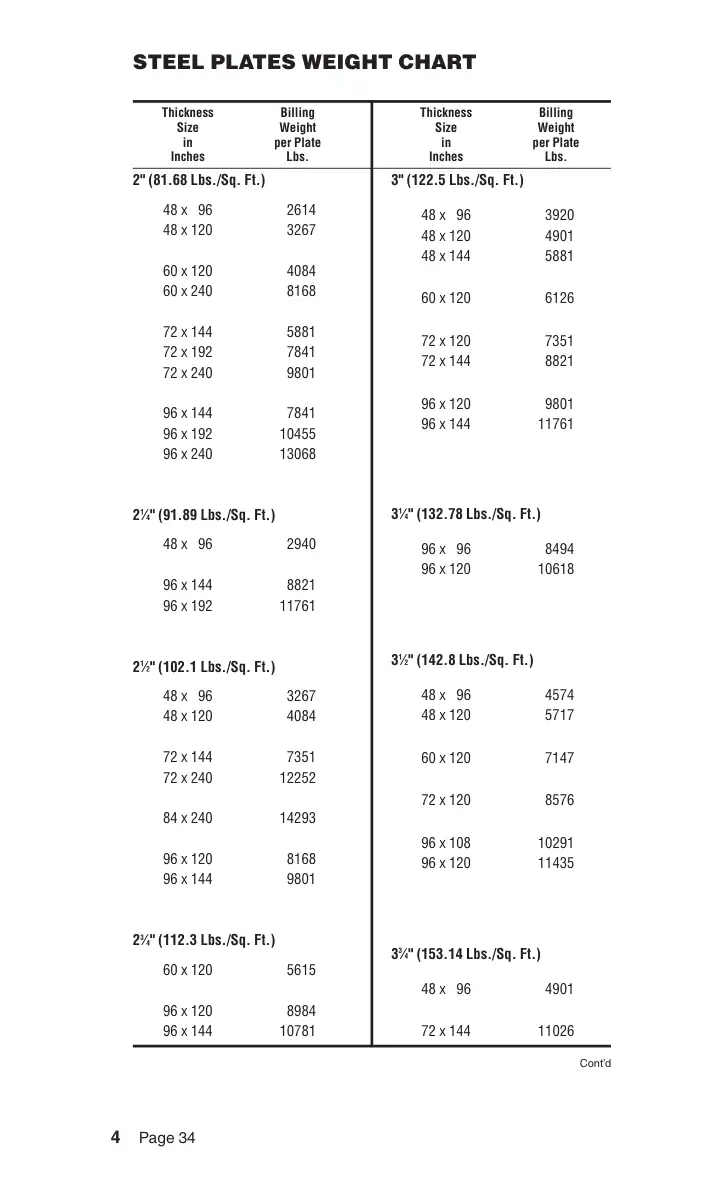 STEEL PLATES WEIGHT CHART
Thickness Size in Inches Billing Weight per Plate Lbs.
2" (81.68 Lbs./Sq. Ft.)
48 x 96 2614
48 x 120 3267
60 x 120 4084
60 x 240 8168
72 x 144 5881
72 x 192 7841
72 x 240 9801
96 x 144 7841
96 x 192 10455
96 x 240 13068
2¼" (91.89 Lbs./Sq. Ft.)
48 x 96 2940
96 x 144 8821
96 x 192 11761
2½" (102.1 Lbs./Sq. Ft.)
48 x 96 3267
48 x 120 4084
72 x 144 7351
72 x 240 12252
84 x 240 14293
96 x 120 8168
96 x 144 9801
2¾" (112.3 Lbs./Sq. Ft.)
60 x 120 5615
96 x 120 8984
96 x 144 10781
Thickness Size in Inches Billing Weight per Plate Lbs.
3" (122.5 Lbs./Sq. Ft.)
48 x 96 3920
48 x 120 4901
48 x 144 5881
60 x 120 6126
72 x 120 7351
72 x 144 8821
96 x 120 9801
96 x 144 11761
3¼" (132.78 Lbs./Sq. Ft.)
96 x 96 8494
96 x 120 10618
3½" (142.8 Lbs./Sq. Ft.)
48 x 96 4574
48 x 120 5717
60 x 120 7147
72 x 120 8576
96 x 108 10291
96 x 120 11435
3¾" (153.14 Lbs./Sq. Ft.)
48 x 96 4901
72 x 144 11026
Cont'd
4 Page 34